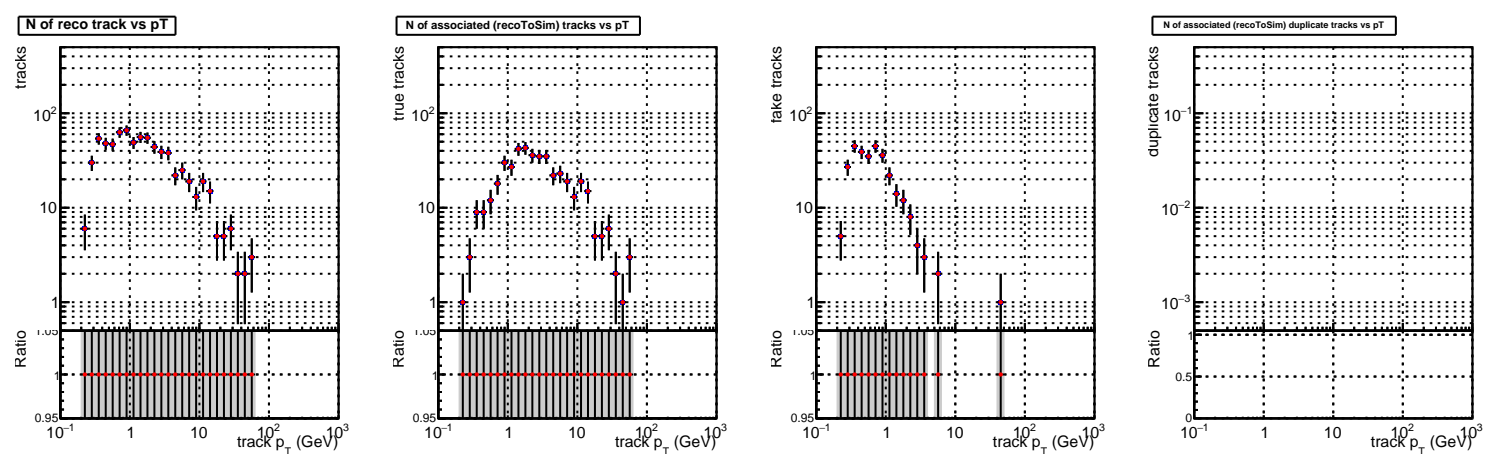 N of reco track vs pT
tracks
10²
10
1
1.05
Ratio
1
0.95
10⁻¹ 1 10 10² 10³
track p_T (GeV)
N of associated (recoToSim) tracks vs pT
true tracks
10²
10
1
1.05
Ratio
1
0.95
10⁻¹ 1 10 10² 10³
track p_T (GeV)
fake tracks
10²
10
1
1.05
Ratio
1
0.95
10⁻¹ 1 10 10² 10³
track p_T (GeV)
N of associated (recoToSim) duplicate tracks vs pT
duplicate tracks
10⁻¹
10⁻²
10⁻³
Ratio
1
0.5
0
10⁻¹ 1 10 10² 10³
track p_T (GeV)